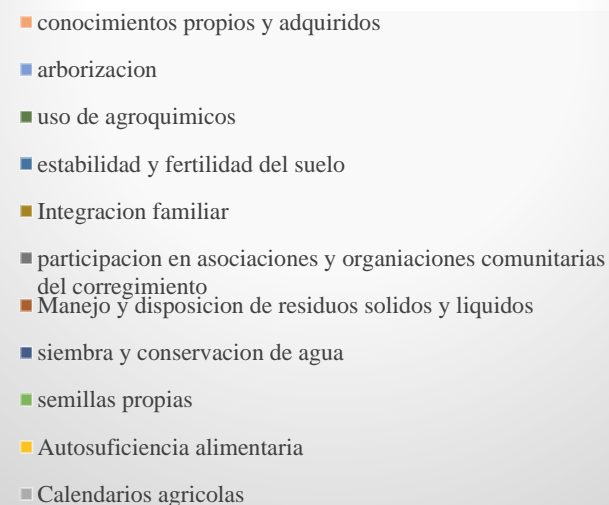 conocimientos propios y adquiridos
arborizacion
uso de agroquimicos
estabilidad y fertilidad del suelo
Integracion familiar
participacion en asociaciones y organiaciones comunitarias
del corregimiento
Manejo y disposicion de residuos solidos y liquidos
siembra y conservacion de agua
semillas propias
Autosuficiencia alimentaria
Calendarios agricolas